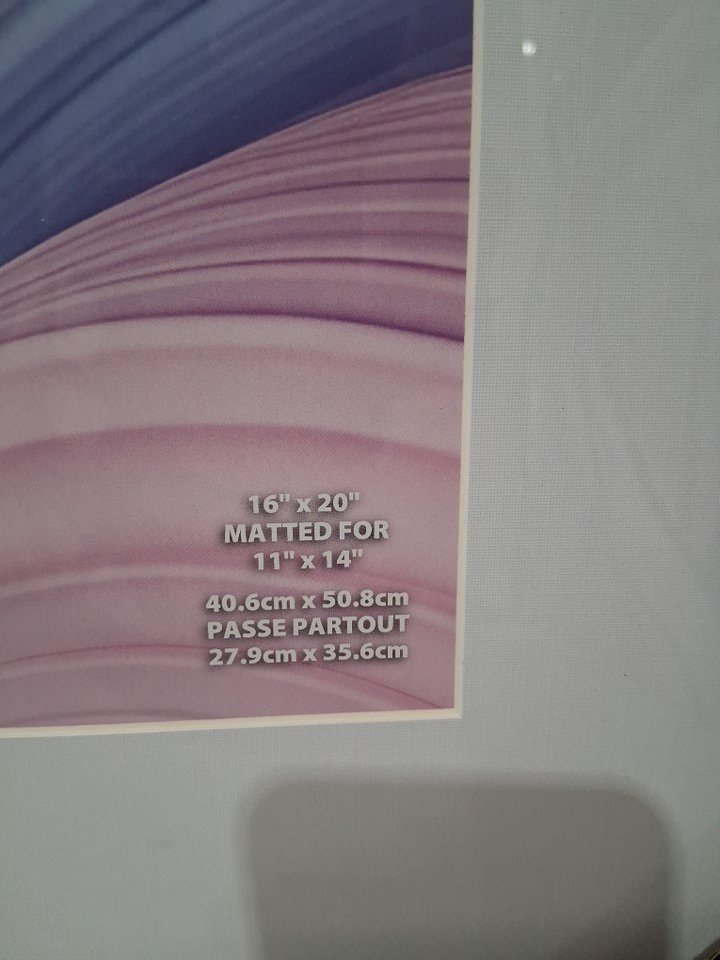 16" x 20"
MATTED FOR
11" x 14"
40.6cm x 50.8cm
PASSE PARTOUT
27.9cm x 35.6cm